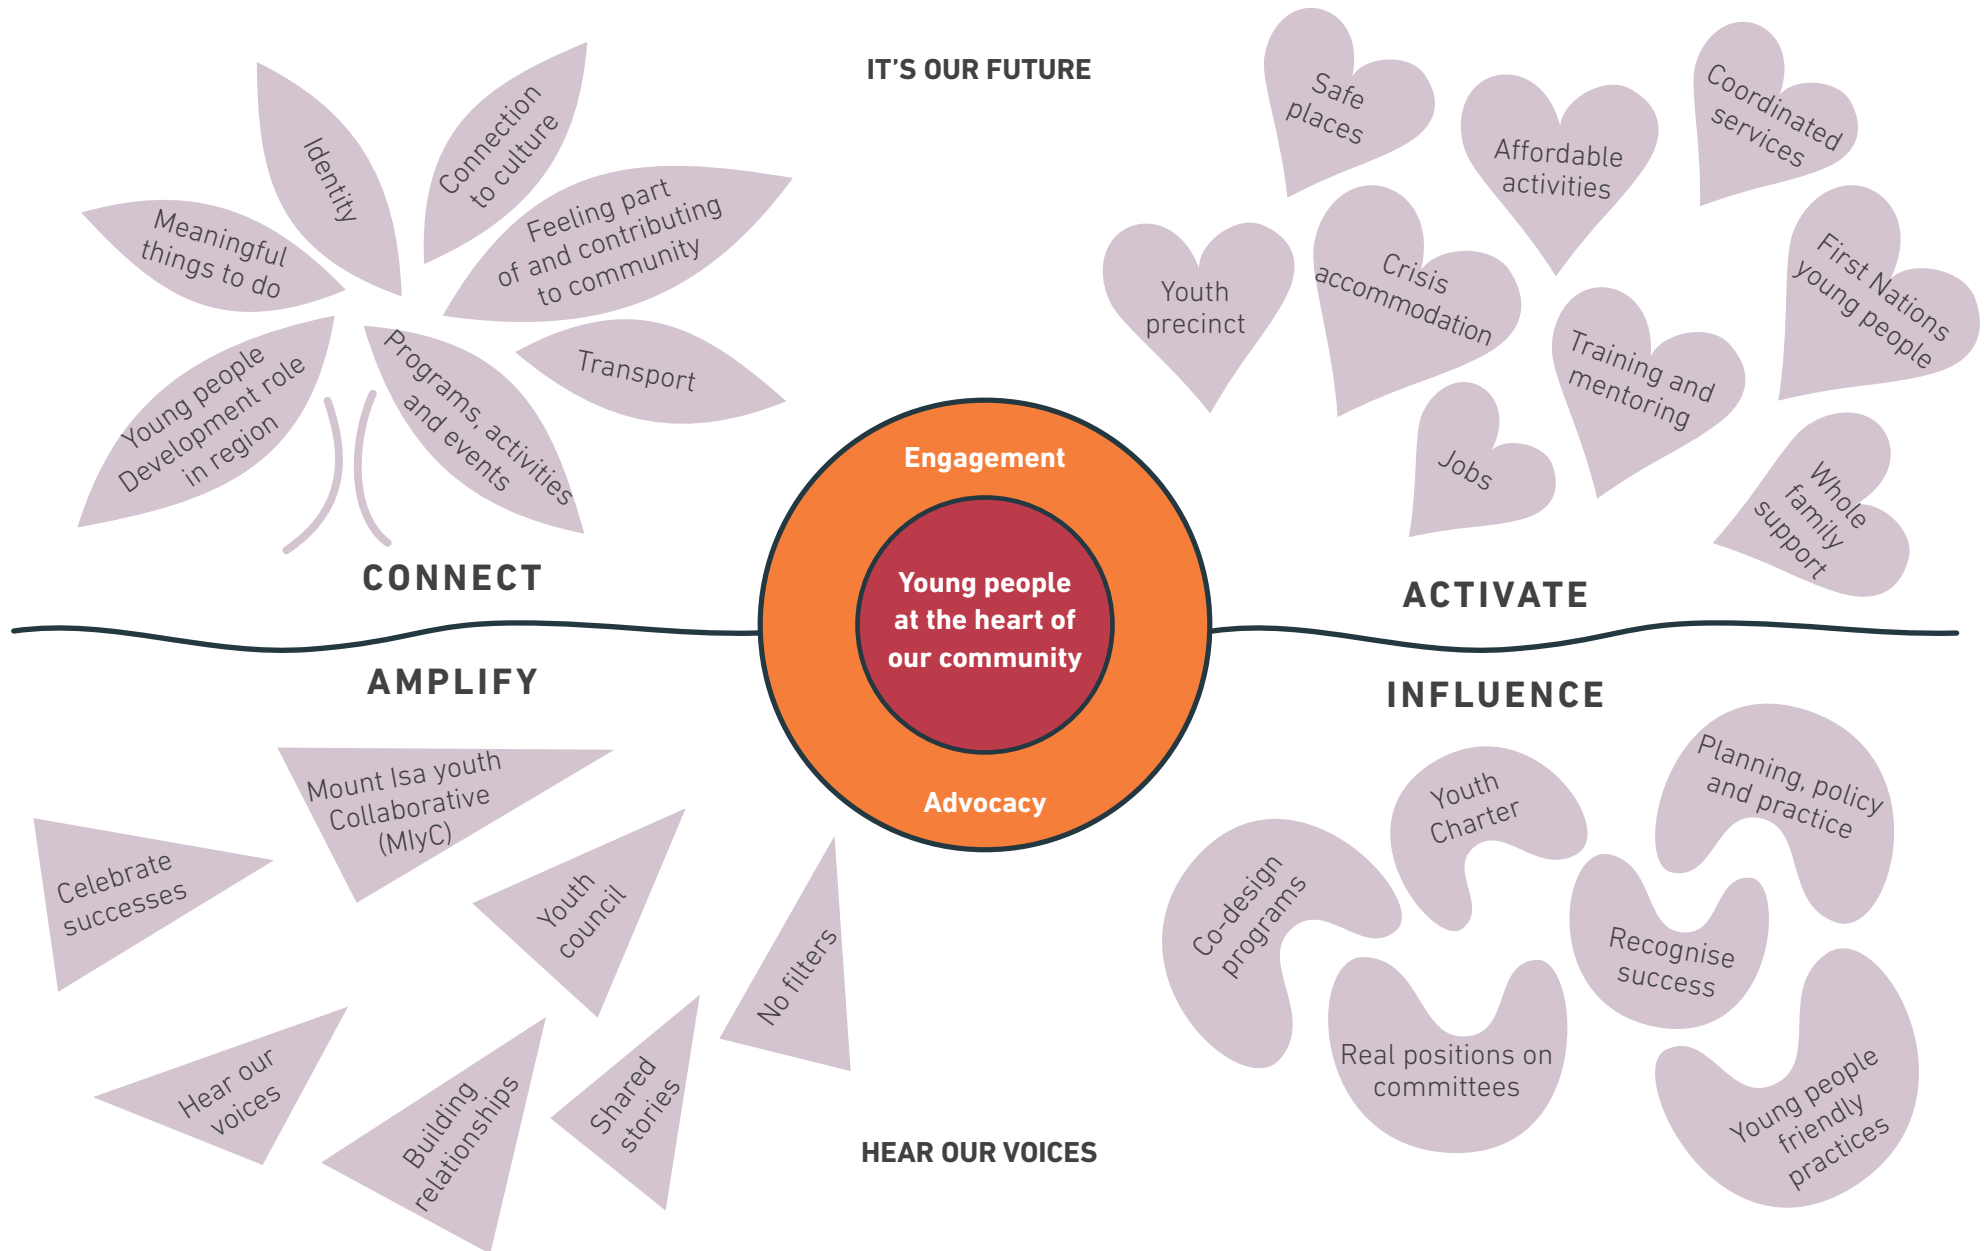 IT'S OUR FUTURE
Identity
Connection
to culture
Meaningful
things to do
Feeling part
of and contributing
to community
Transport
Young people
Development role
in region
Programs, activities
and events
CONNECT
Safe
places
Affordable
activities
Coordinated
services
Youth
precinct
Crisis
accommodation
First Nations
young people
Training and
mentoring
Jobs
Whole
family
support
ACTIVATE
Engagement
Young people
at the heart of
our community
Advocacy
AMPLIFY
Mount Isa youth
Collaborative
(MIyC)
Celebrate
successes
Youth
council
No filters
Hear our
voices
Building
relationships
Shared
stories
INFLUENCE
Planning, policy
and practice
Youth
Charter
Co-design
programs
Recognise
success
Real positions on
committees
Young people
friendly
practices
HEAR OUR VOICES